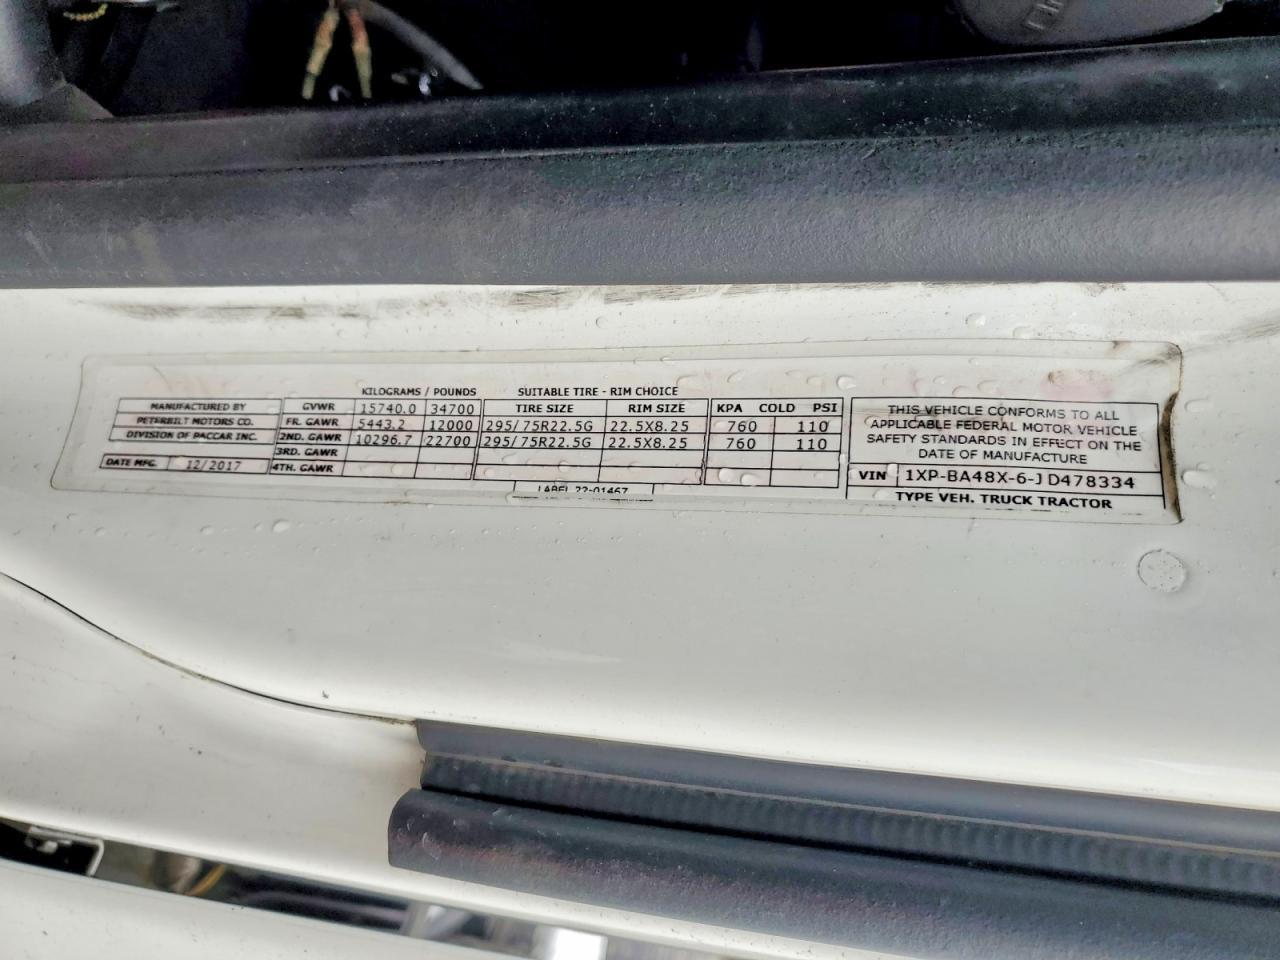 KILOGRAMS / POUNDS SUITABLE TIRE - RIM CHOICE
MANUFACTURED BY
PETERBILT MOTORS CO.
DIVISION OF PACCAR INC.
DATE MFG. 12/2017
GVWR 15740.0 34700 TIRE SIZE RIM SIZE KPA COLD PSI
FR. GAWR 5443.2 12000 295/75R22.5G 22.5X8.25 760 110
2ND. GAWR 10296.7 22700 295/75R22.5G 22.5X8.25 760 110
3RD. GAWR
4TH. GAWR
LABEL 22-01467
THIS VEHICLE CONFORMS TO ALL
APPLICABLE FEDERAL MOTOR VEHICLE
SAFETY STANDARDS IN EFFECT ON THE
DATE OF MANUFACTURE
VIN 1XP-BA48X-6-JD478334
TYPE VEH. TRUCK TRACTOR